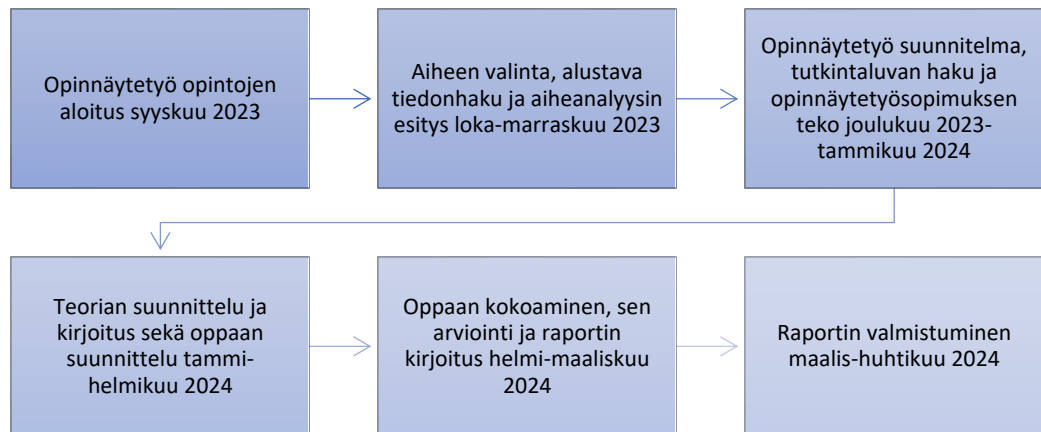 Opinnäytetyö opintojen
aloitus syyskuu 2023
Aiheen valinta, alustava
tiedonhaku ja aiheanalyysin
esitys loka-marraskuu 2023
Opinnäytetyö suunnitelma,
tutkintaluvan haku ja
opinnäytetyösopimuksen
teko joulukuu 2023-
tammikuu 2024
Teorian suunnittelu ja
kirjoitus sekä oppaan
suunnittelu tammi-
helmikuu 2024
Oppaan kokoaminen, sen
arviointi ja raportin
kirjoitus helmi-maaliskuu
2024
Raportin valmistuminen
maalis-huhtikuu 2024